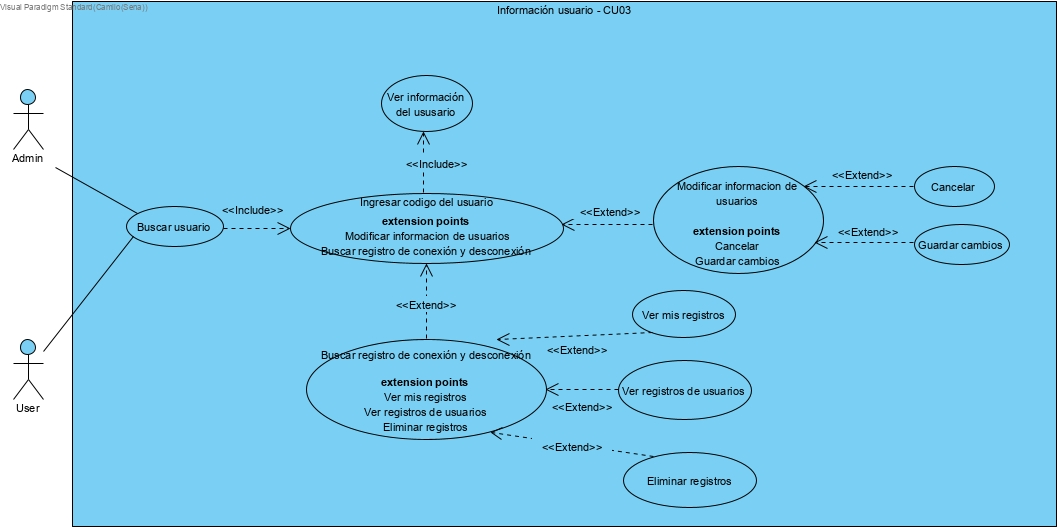 Visual Paradigm Standard(Camilo(Sena))
Información usuario - CU03
Ver información
del ususario
<<Include>>
Admin
Ingresar codigo del usuario
extension points
Modificar informacion de usuarios
Buscar registro de conexión y desconexión
<<Include>>
Buscar usuario
<<Extend>>
Modificar informacion de
usuarios
extension points
Cancelar
Guardar cambios
<<Extend>>
Cancelar
<<Extend>>
Guardar cambios
<<Extend>>
Ver mis registros
<<Extend>>
Buscar registro de conexión y desconexión
extension points
Ver mis registros
Ver registros de usuarios
Eliminar registros
Ver registros de usuarios
<<Extend>>
User
<<Extend>>
Eliminar registros